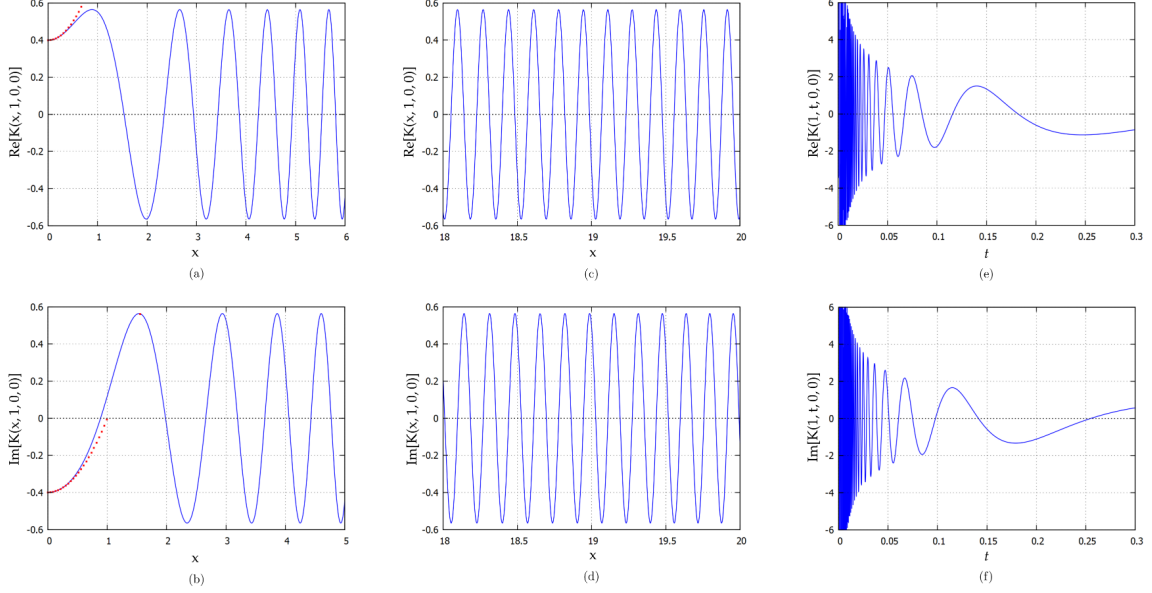 0.6
0.4
0.2
0
-0.2
-0.4
-0.6
Re[K(x, 1, 0, 0)]
0 1 2 3 4 5 6
x
(a)
0.6
0.4
0.2
0
-0.2
-0.4
-0.6
Re[K(x, 1, 0, 0)]
18 18.5 19 19.5 20
x
(c)
6
4
2
0
-2
-4
-6
Re[K(1, t, 0, 0)]
0 0.05 0.1 0.15 0.2 0.25 0.3
t
(e)
0.6
0.4
0.2
0
-0.2
-0.4
-0.6
Im[K(x, 1, 0, 0)]
0 1 2 3 4 5
x
(b)
0.6
0.4
0.2
0
-0.2
-0.4
-0.6
Im[K(x, 1, 0, 0)]
18 18.5 19 19.5 20
x
(d)
6
4
2
0
-2
-4
-6
Im[K(1, t, 0, 0)]
0 0.05 0.1 0.15 0.2 0.25 0.3
t
(f)